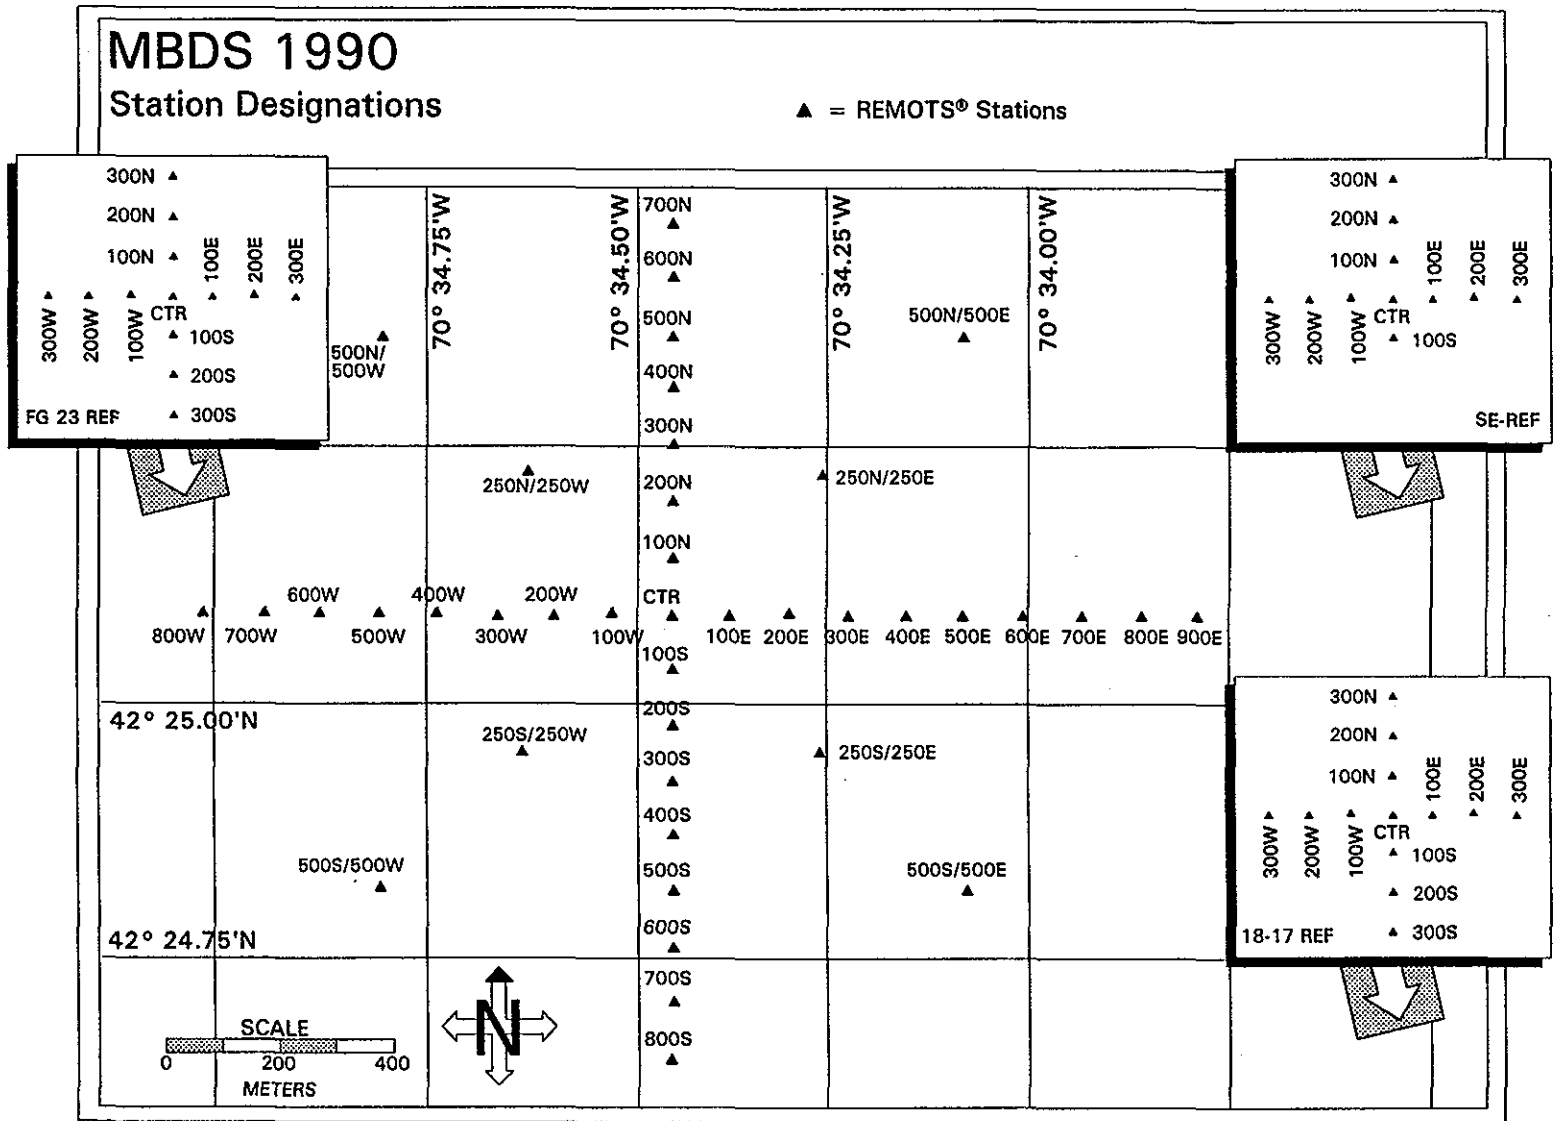 MBDS 1990
Station Designations
▲ = REMOTS® Stations
300N
200N
100N
100E
200E
300E
300W
200W
100W
CTR
100S
200S
300S
FG 23 REF
300N
200N
100N
100E
200E
300E
300W
200W
100W
CTR
100S
SE-REF
70° 34.75'W
70° 34.50'W
70° 34.25'W
70° 34.00'W
700N
600N
500N
400N
300N
200N
100N
CTR
500N/
500W
500N/500E
250N/250W
250N/250E
800W
700W
600W
500W
400W
300W
200W
100W
100E
200E
300E
400E
500E
600E
700E
800E
900E
100S
200S
300S
400S
500S
600S
700S
800S
42° 25.00'N
250S/250W
250S/250E
500S/500W
500S/500E
42° 24.75'N
300N
200N
100N
100E
200E
300E
300W
200W
100W
CTR
100S
200S
300S
18-17 REF
SCALE
0 200 400
METERS
N